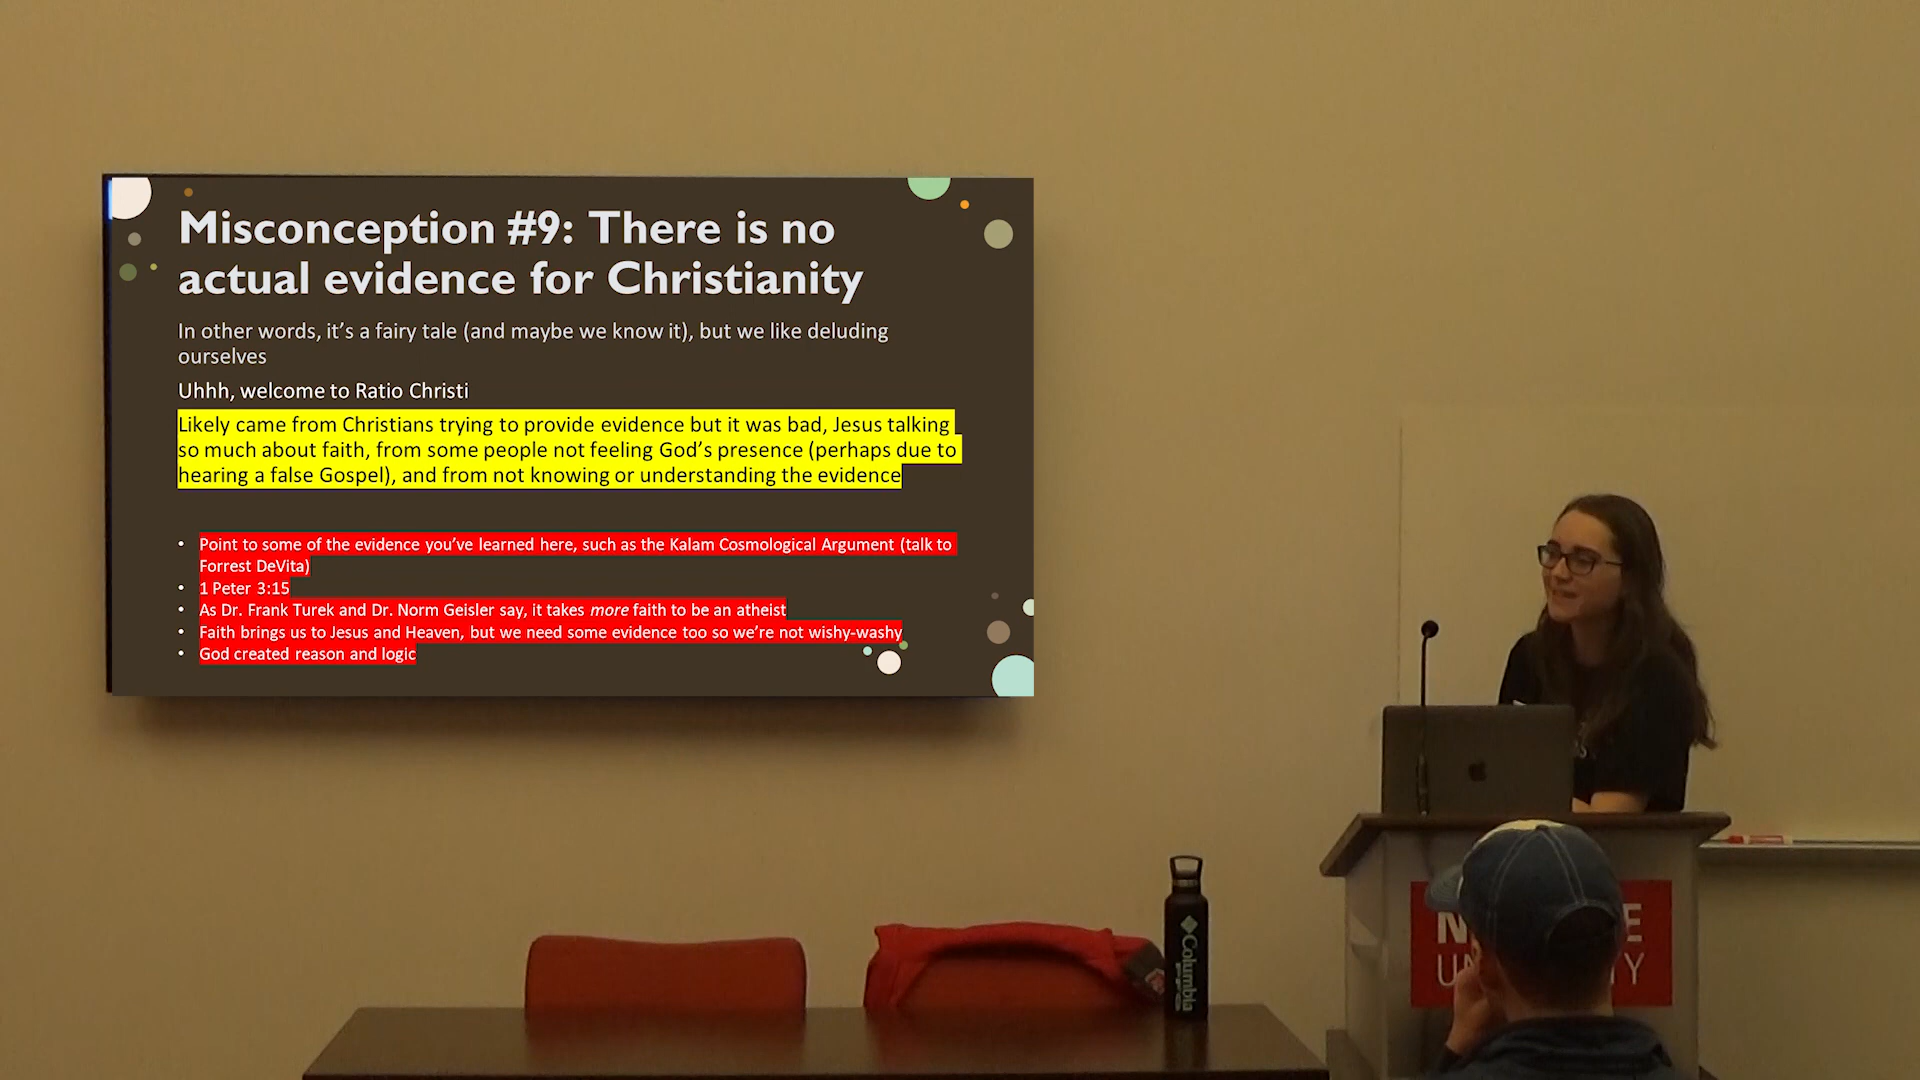 Misconception #9: There is no
actual evidence for Christianity
In other words, it’s a fairy tale (and maybe we know it), but we like deluding
ourselves
Uhhh, welcome to Ratio Christi
Likely came from Christians trying to provide evidence but it was bad, Jesus talking
so much about faith, from some people not feeling God’s presence (perhaps due to
hearing a false Gospel), and from not knowing or understanding the evidence
• Point to some of the evidence you’ve learned here, such as the Kalam Cosmological Argument (talk to
Forrest DeVita)
• 1 Peter 3:15
• As Dr. Frank Turek and Dr. Norm Geisler say, it takes more faith to be an atheist
• Faith brings us to Jesus and Heaven, but we need some evidence too so we’re not wishy-washy
• God created reason and logic
Columbia